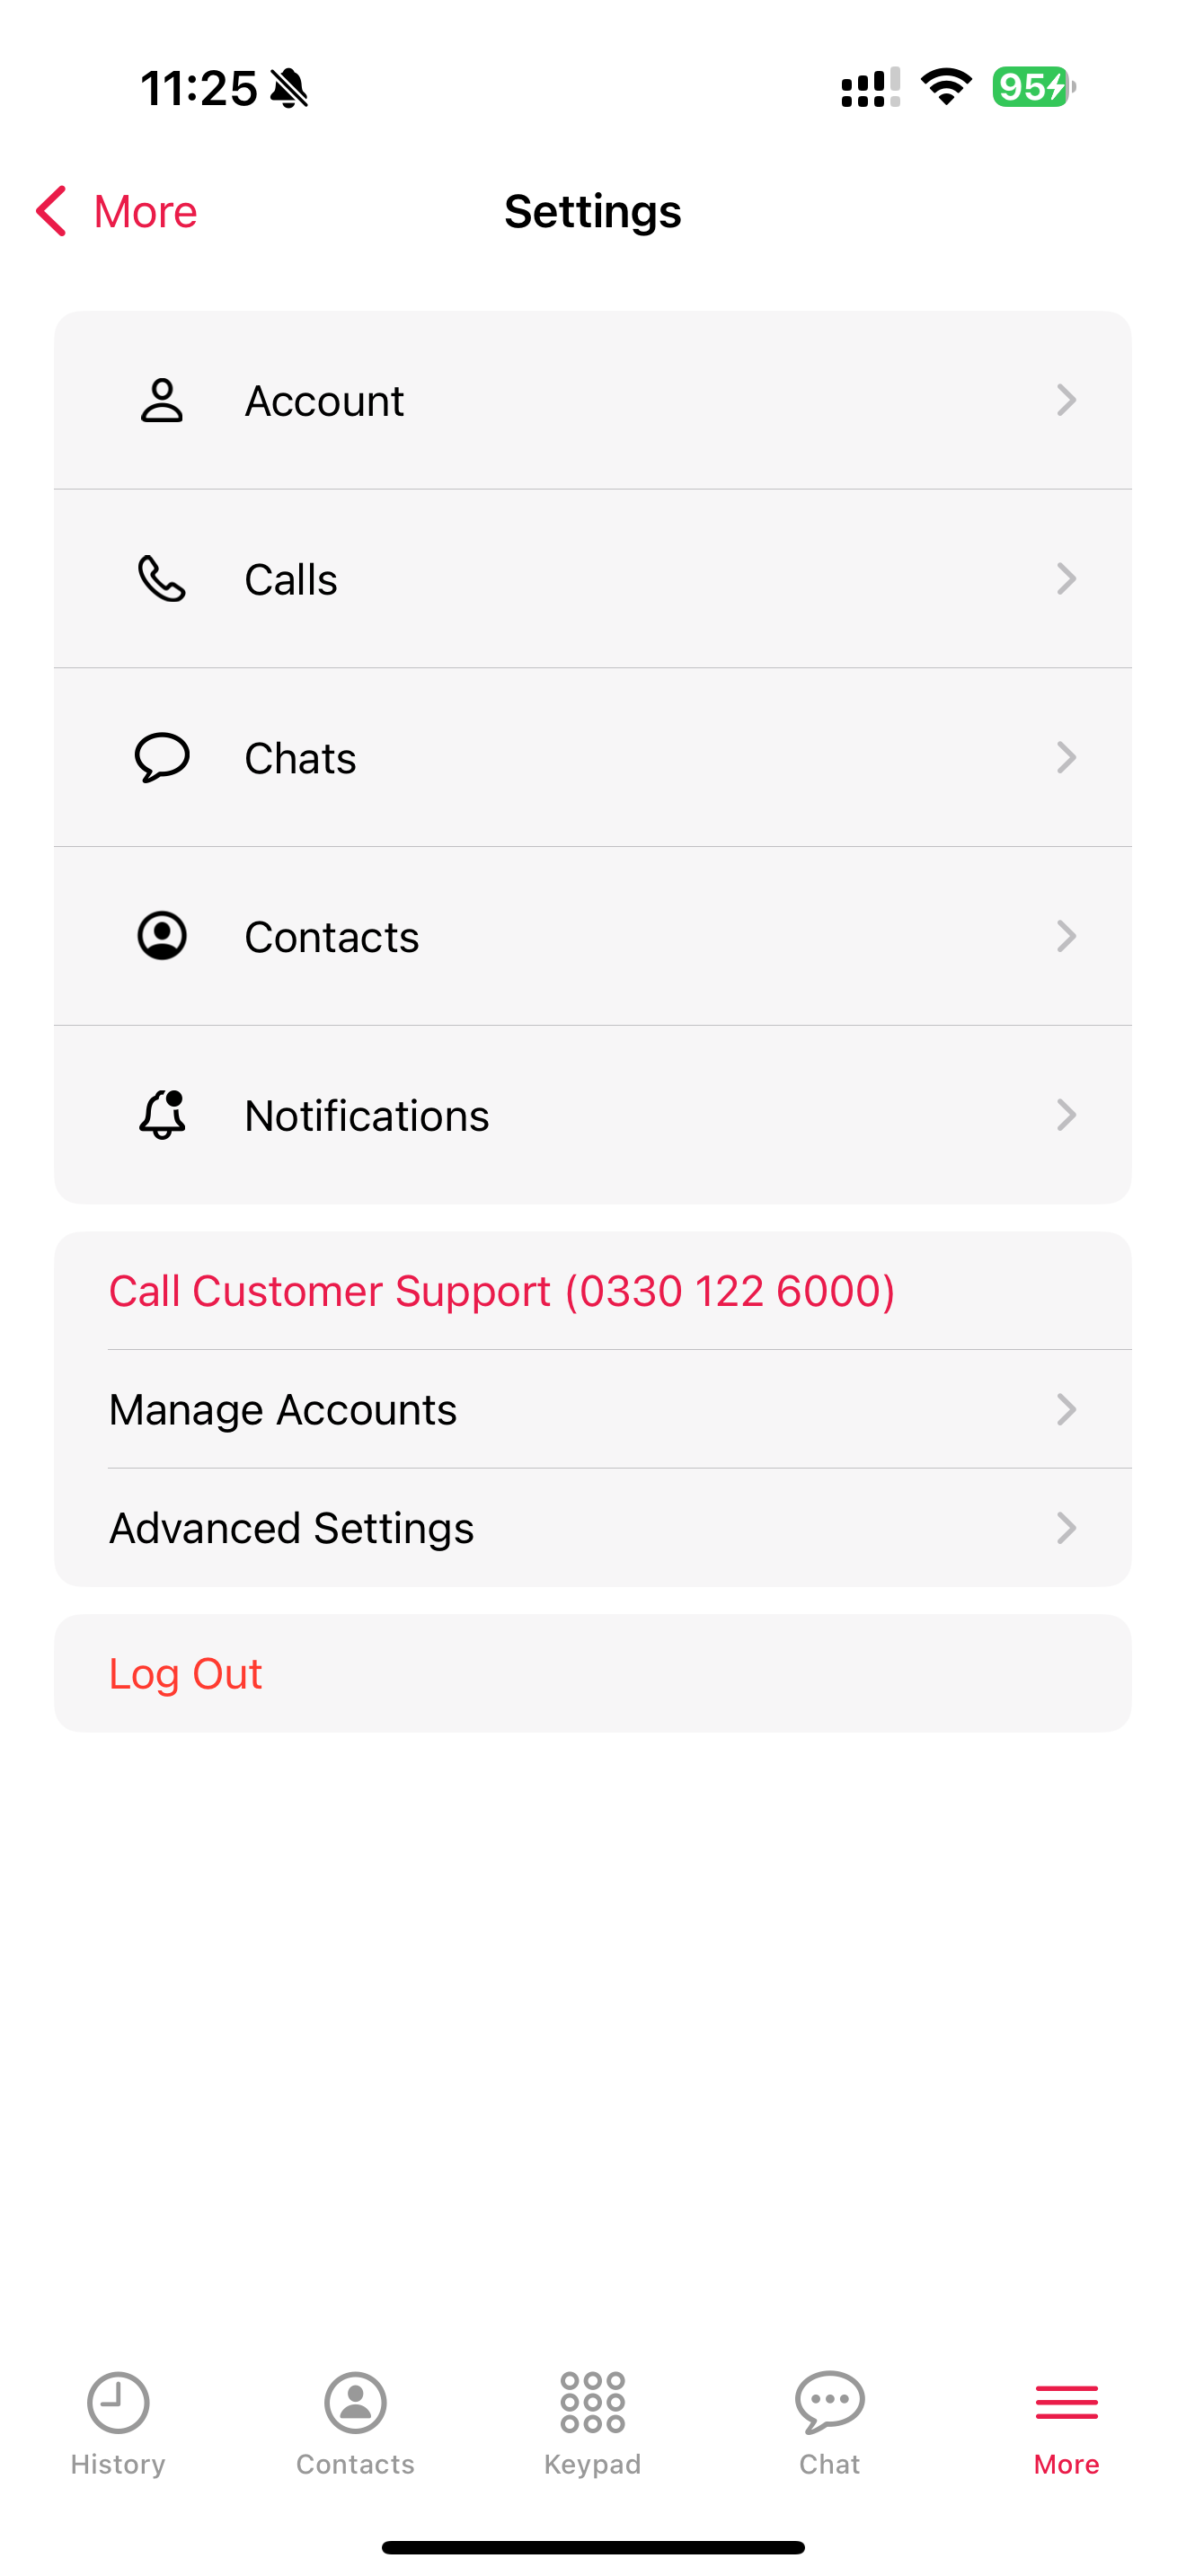 11:25
95
More
Settings
Account
Calls
Chats
Contacts
Notifications
Call Customer Support (0330 122 6000)
Manage Accounts
Advanced Settings
Log Out
History
Contacts
Keypad
Chat
More